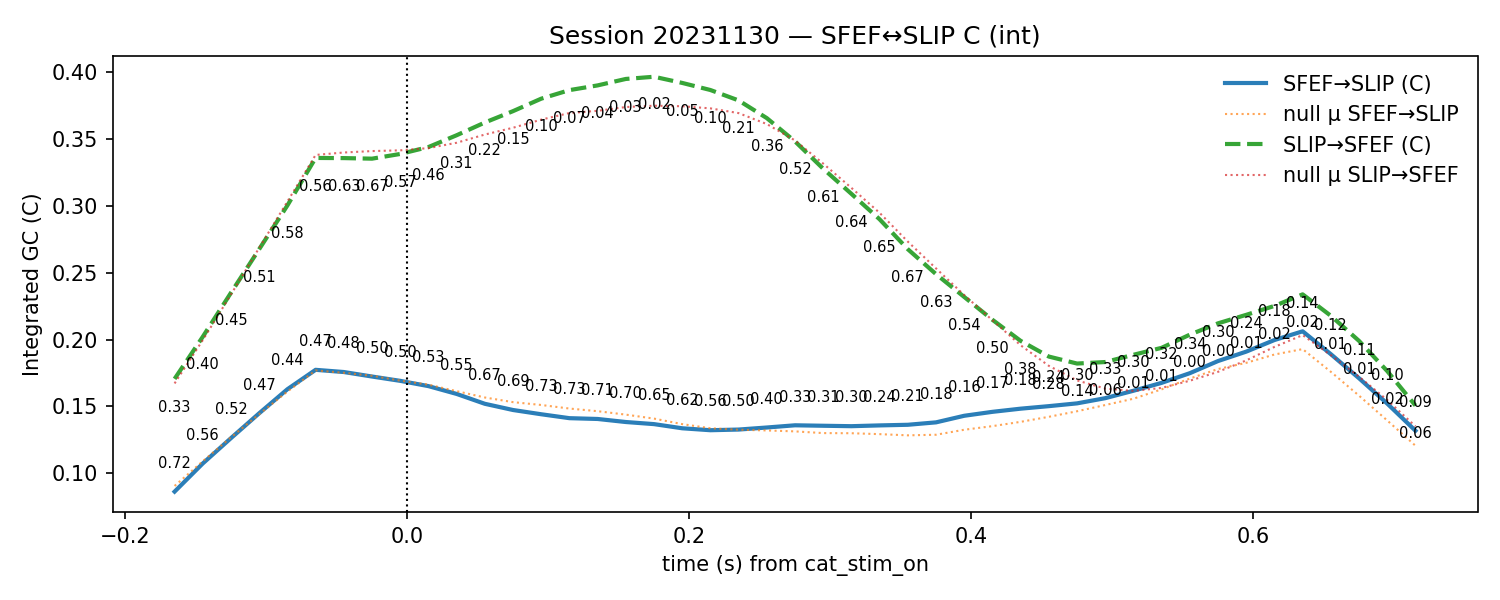 Session 20231130 — SFEF↔SLIP C (int)
Integrated GC (C)
0.40
0.35
0.30
0.25
0.20
0.15
0.10
SFEF→SLIP (C)
null μ SFEF→SLIP
SLIP→SFEF (C)
null μ SLIP→SFEF
0.33 0.40 0.45 0.51 0.58 0.56 0.63 0.67 0.57 0.46 0.31 0.22 0.15 0.10 0.07 0.04 0.03 0.02 0.05 0.10 0.21 0.36 0.52 0.61 0.64 0.65 0.67 0.63 0.54 0.50 0.38 0.30 0.33 0.30 0.32 0.34 0.30 0.24 0.18 0.14 0.12 0.11 0.10 0.09
0.72 0.56 0.52 0.47 0.44 0.47 0.48 0.50 0.50 0.53 0.55 0.67 0.69 0.73 0.73 0.71 0.70 0.65 0.62 0.56 0.50 0.40 0.33 0.31 0.30 0.24 0.21 0.18 0.16 0.17 0.18 0.28 0.14 0.06 0.01 0.01 0.00 0.00 0.01 0.02 0.02 0.01 0.01 0.02 0.06
−0.2 0.0 0.2 0.4 0.6
time (s) from cat_stim_on